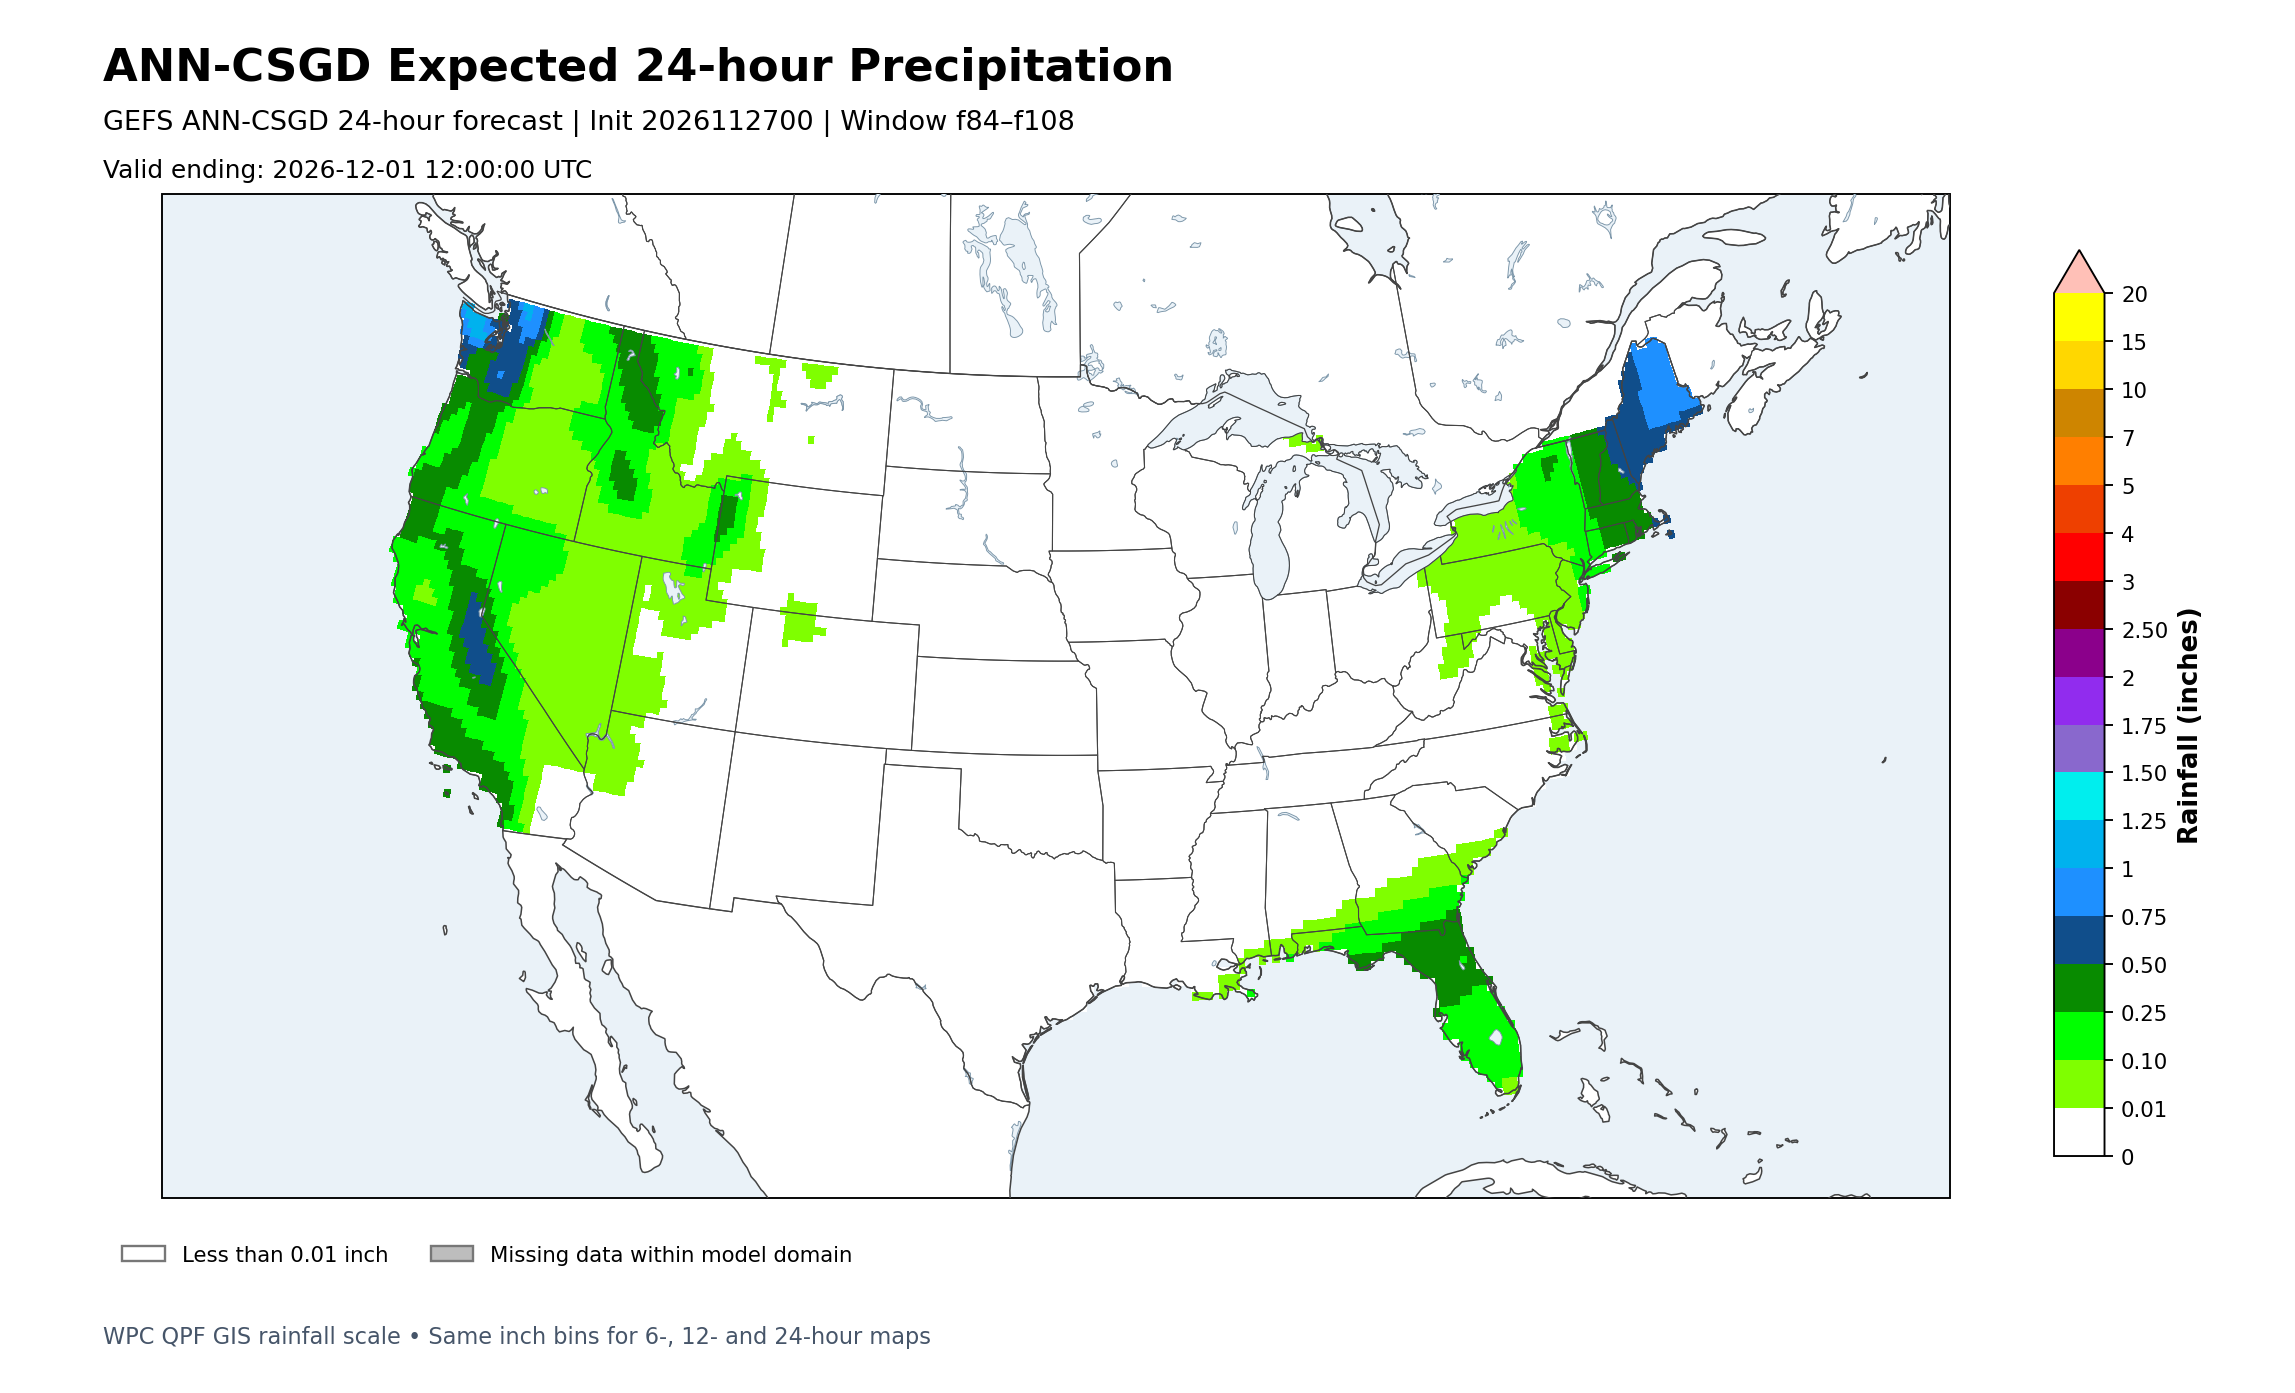 ANN-CSGD Expected 24-hour Precipitation
GEFS ANN-CSGD 24-hour forecast | Init 2026112700 | Window f84–f108
Valid ending: 2026-12-01 12:00:00 UTC
20
15
10
7
5
4
3
2.50
2
1.75
1.50
1.25
1
0.75
0.50
0.25
0.10
0.01
0
Rainfall (inches)
Less than 0.01 inch
Missing data within model domain
WPC QPF GIS rainfall scale • Same inch bins for 6-, 12- and 24-hour maps